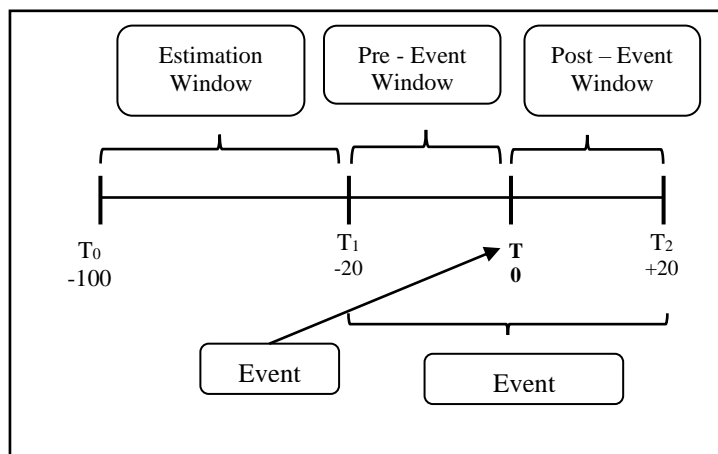 Estimation
Window
Pre - Event
Window
Post – Event
Window
T0
-100
T1
-20
T
0
T2
+20
Event
Event